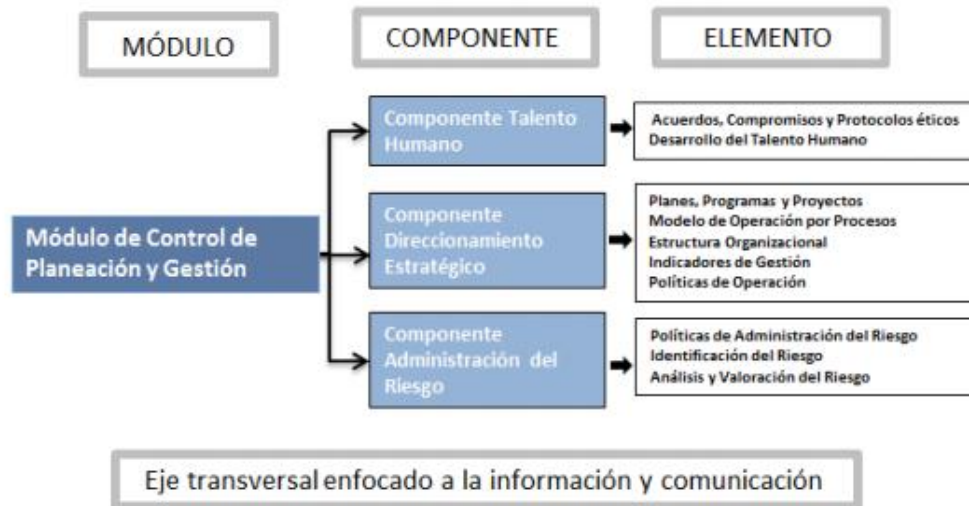 MÓDULO
COMPONENTE
ELEMENTO
Módulo de Control de
Planeación y Gestión
Componente Talento
Humano
Acuerdos, Compromisos y Protocolos éticos
Desarrollo del Talento Humano
Componente
Direccionamiento
Estratégico
Planes, Programas y Proyectos
Modelo de Operación por Procesos
Estructura Organizacional
Indicadores de Gestión
Políticas de Operación
Componente
Administración del
Riesgo
Políticas de Administración del Riesgo
Identificación del Riesgo
Análisis y Valoración del Riesgo
Eje transversal enfocado a la información y comunicación